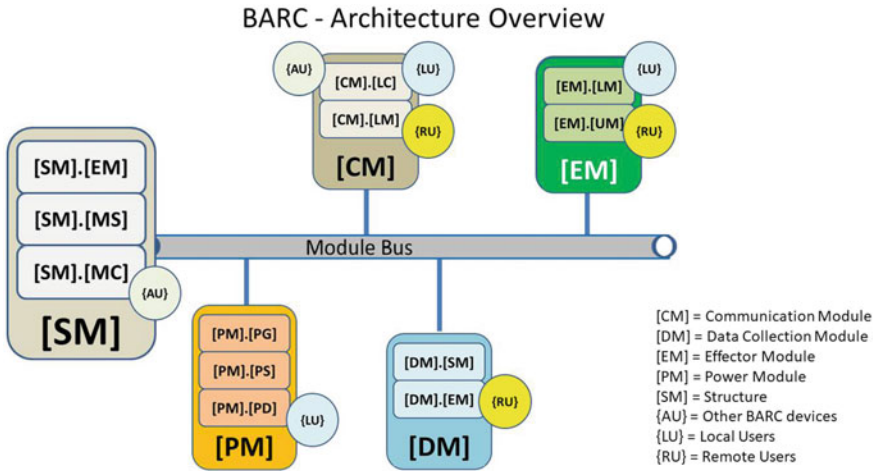 BARC - Architecture Overview
{AU}
[CM].[LC]
{LU}
[CM].[LM]
{RU}
[CM]
[EM].[LM]
{LU}
[EM].[UM]
{RU}
[EM]
[SM].[EM]
[SM].[MS]
[SM].[MC]
{AU}
[SM]
Module Bus
[PM].[PG]
[PM].[PS]
[PM].[PD]
{LU}
[PM]
[DM].[SM]
[DM].[EM]
{RU}
[DM]
[CM] = Communication Module
[DM] = Data Collection Module
[EM] = Effector Module
[PM] = Power Module
[SM] = Structure
{AU} = Other BARC devices
{LU} = Local Users
{RU} = Remote Users